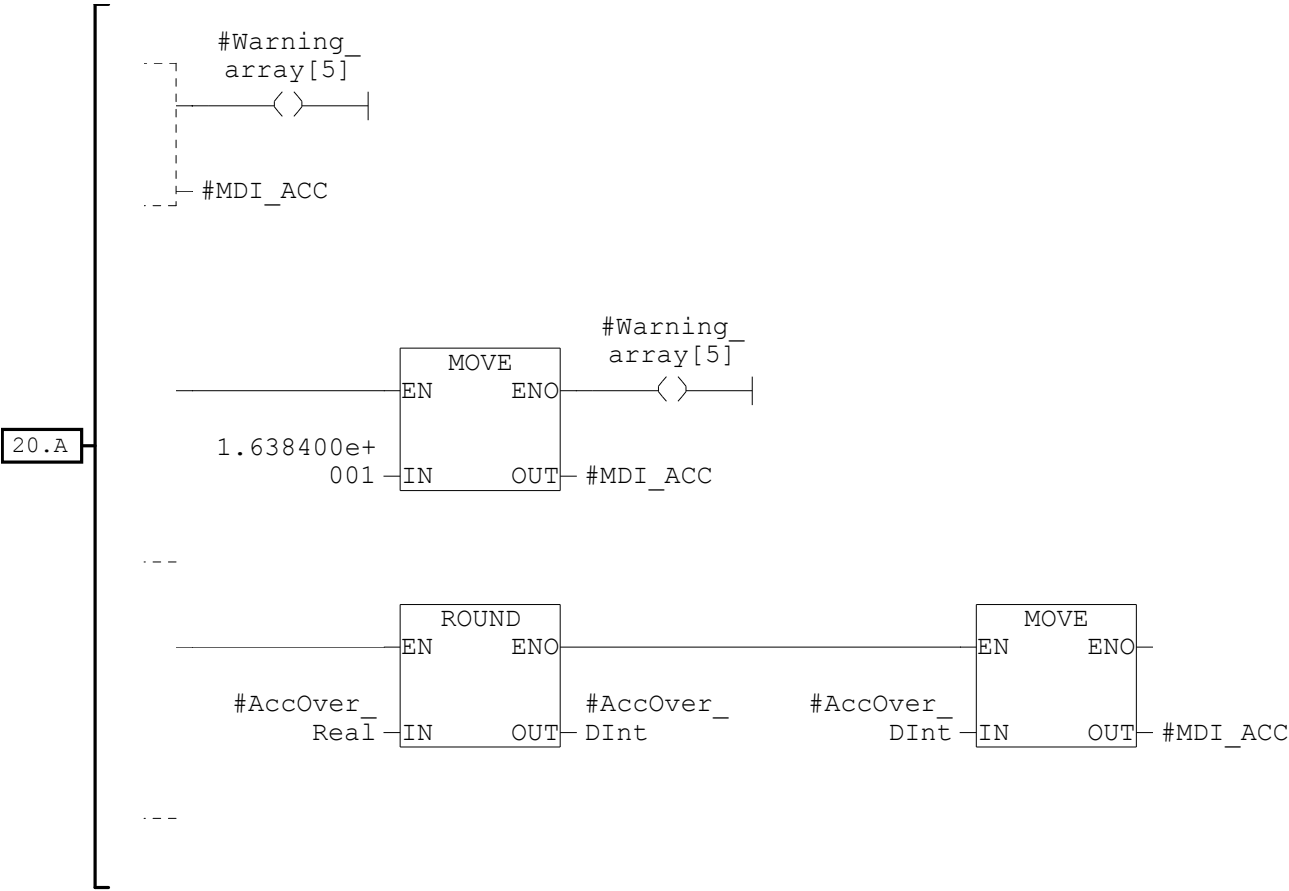 #Warning_
array[5]
#MDI_ACC
#Warning_
array[5]
MOVE
EN ENO
20.A
1.638400e+
001 IN OUT #MDI_ACC
ROUND MOVE
EN ENO EN ENO
#AccOver_ #AccOver_ #AccOver_
Real IN OUT DInt DInt IN OUT #MDI_ACC